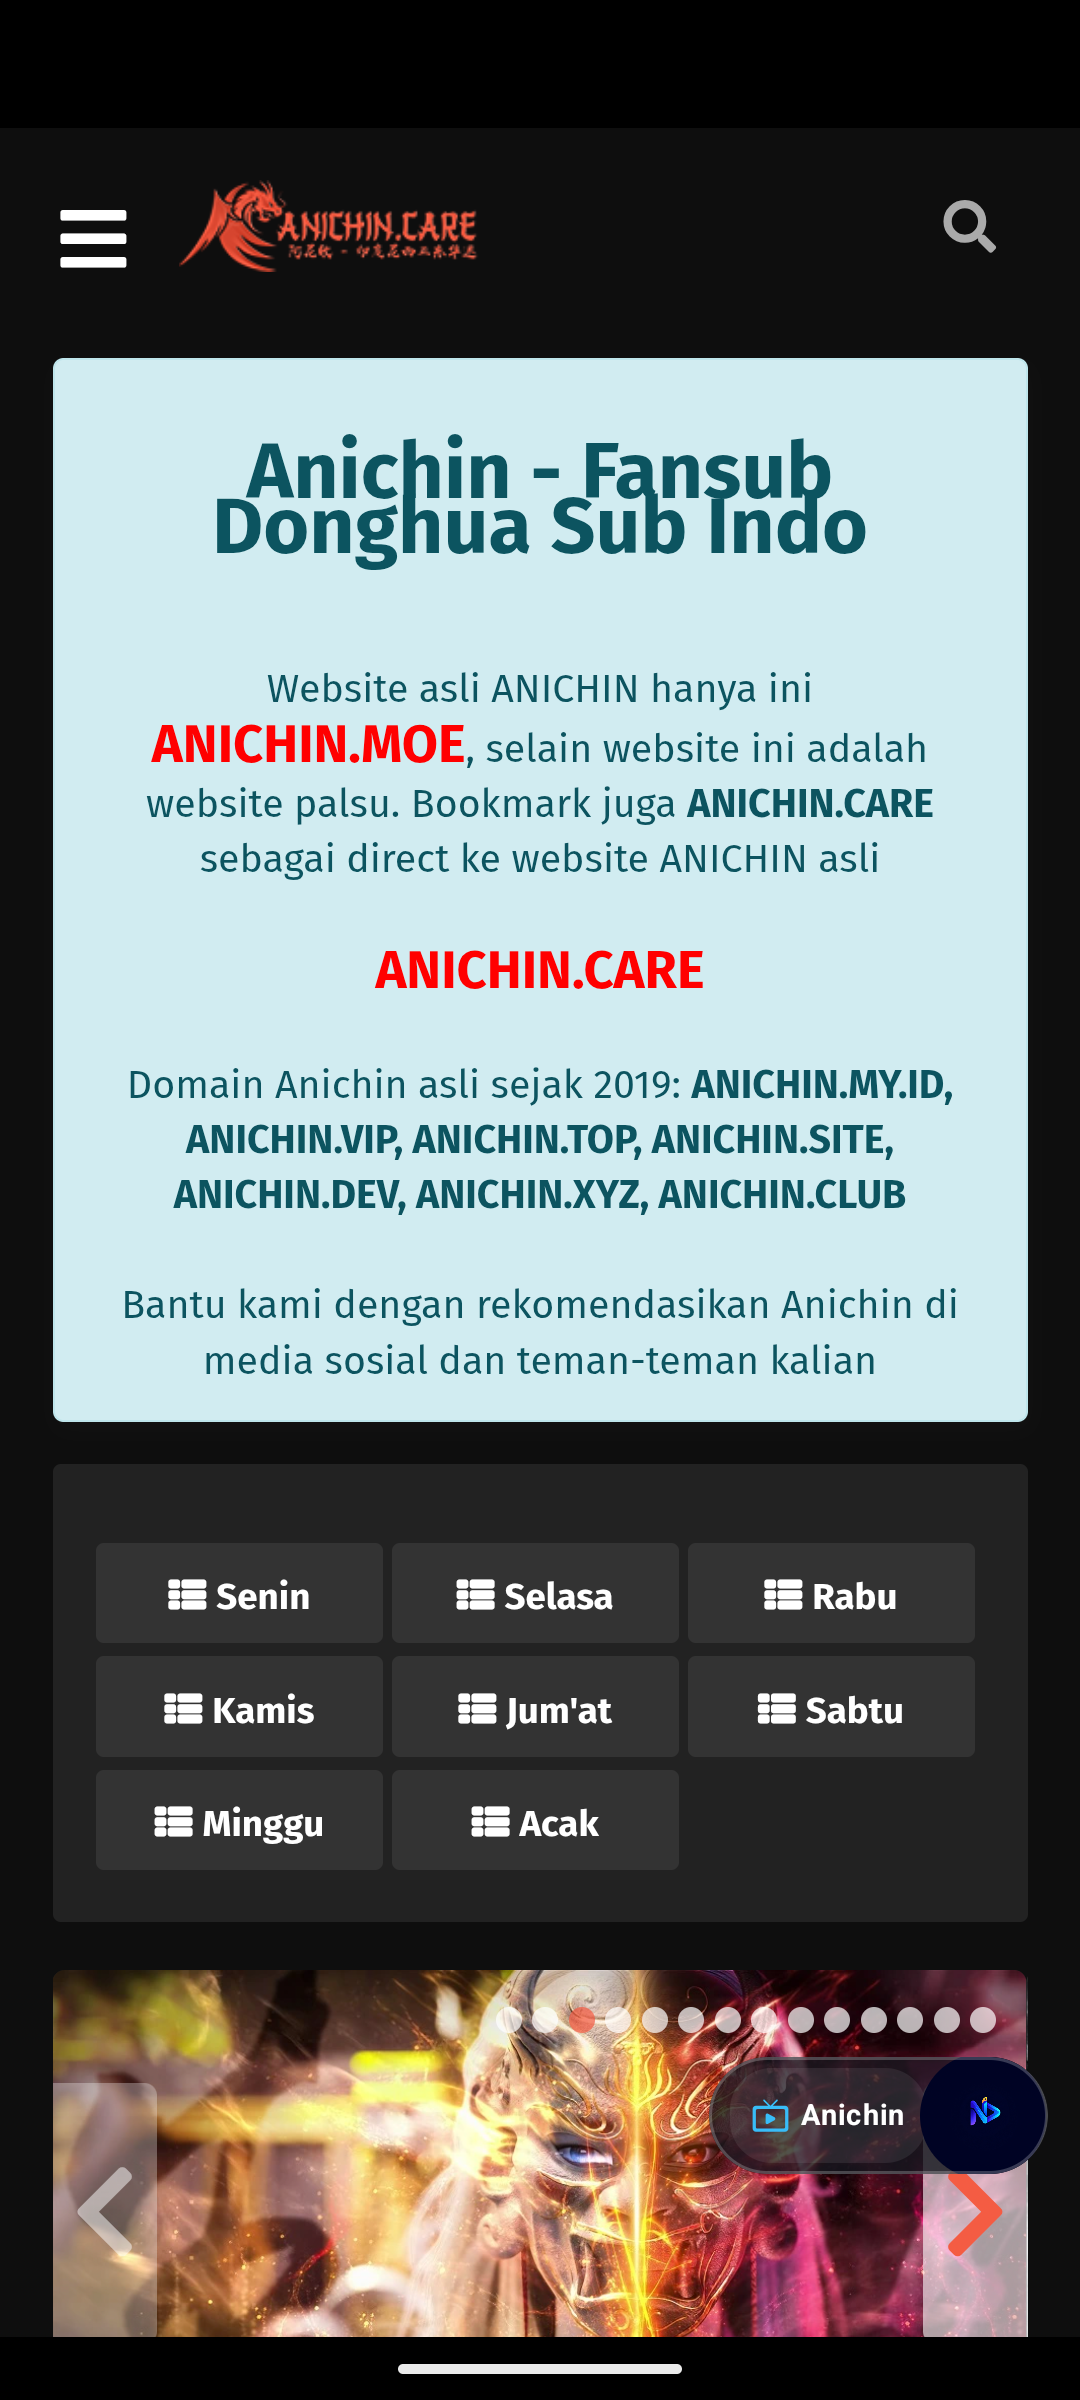 ANICHIN.CARE
Anichin - Fansub
Donghua Sub Indo
Website asli ANICHIN hanya ini
ANICHIN.MOE, selain website ini adalah
website palsu. Bookmark juga ANICHIN.CARE
sebagai direct ke website ANICHIN asli
ANICHIN.CARE
Domain Anichin asli sejak 2019: ANICHIN.MY.ID,
ANICHIN.VIP, ANICHIN.TOP, ANICHIN.SITE,
ANICHIN.DEV, ANICHIN.XYZ, ANICHIN.CLUB
Bantu kami dengan rekomendasikan Anichin di
media sosial dan teman-teman kalian
Senin Selasa Rabu
Kamis Jum'at Sabtu
Minggu Acak
Anichin